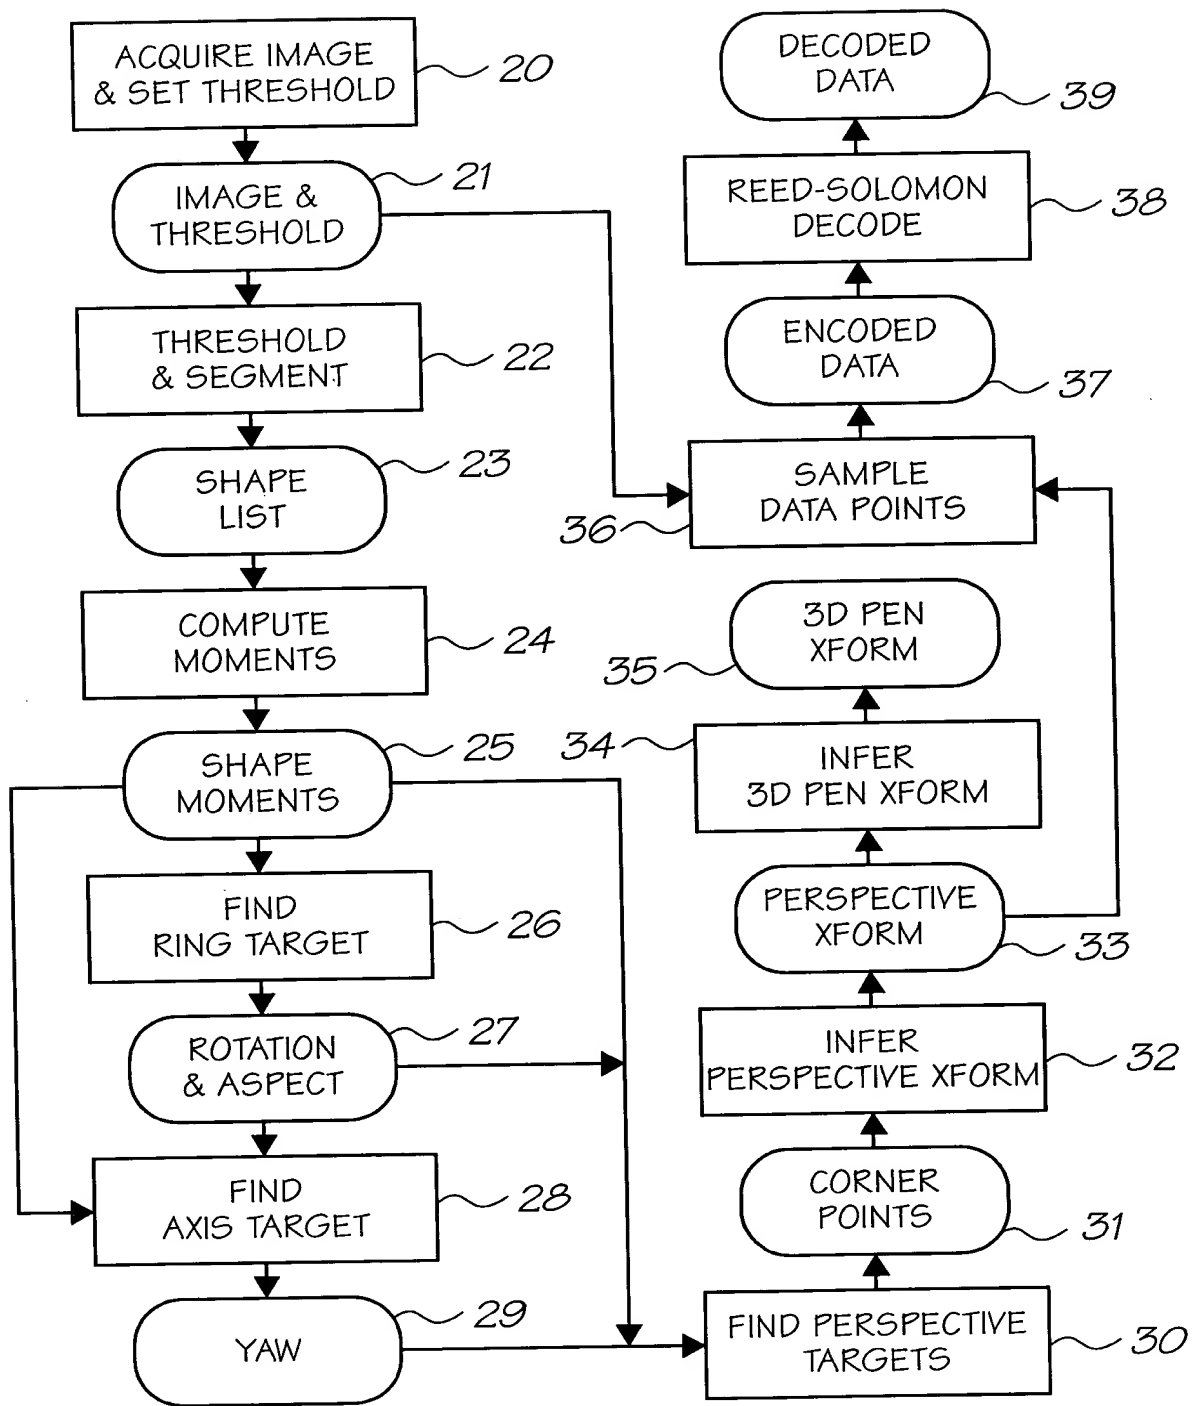 ACQUIRE IMAGE
& SET THRESHOLD
20
IMAGE &
THRESHOLD
21
THRESHOLD
& SEGMENT
22
SHAPE
LIST
23
COMPUTE
MOMENTS
24
SHAPE
MOMENTS
25
FIND
RING TARGET
26
ROTATION
& ASPECT
27
FIND
AXIS TARGET
28
YAW
29
DECODED
DATA
39
REED-SOLOMON
DECODE
38
ENCODED
DATA
37
SAMPLE
DATA POINTS
36
3D PEN
XFORM
35
INFER
3D PEN XFORM
34
PERSPECTIVE
XFORM
33
INFER
PERSPECTIVE XFORM
32
CORNER
POINTS
31
FIND PERSPECTIVE
TARGETS
30